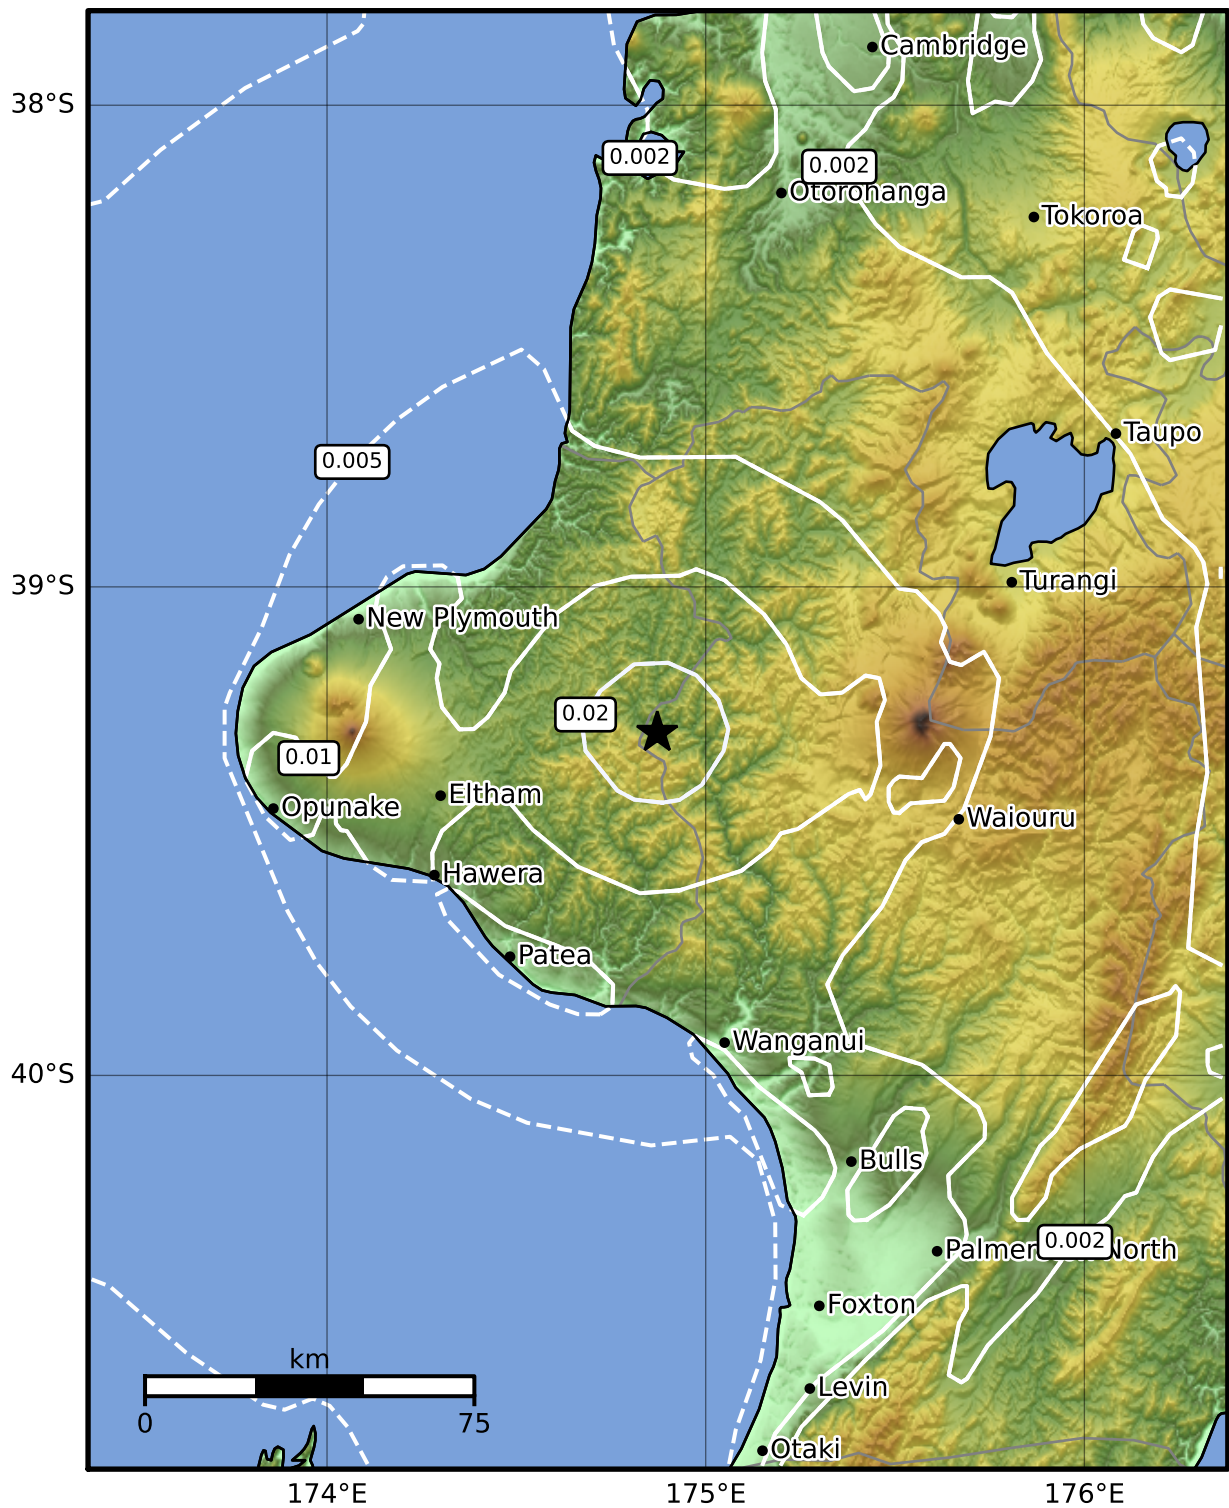 Cambridge
38°S
0.002
0.002
Otorohanga
Tokoroa
Taupo
0.005
39°S
Turangi
New Plymouth
0.02
0.01
Eltham
Opunake
Waiouru
Hawera
Patea
Wanganui
40°S
Bulls
0.002
Palmer North
Foxton
km
0 75
Levin
Otaki
174°E 175°E 176°E